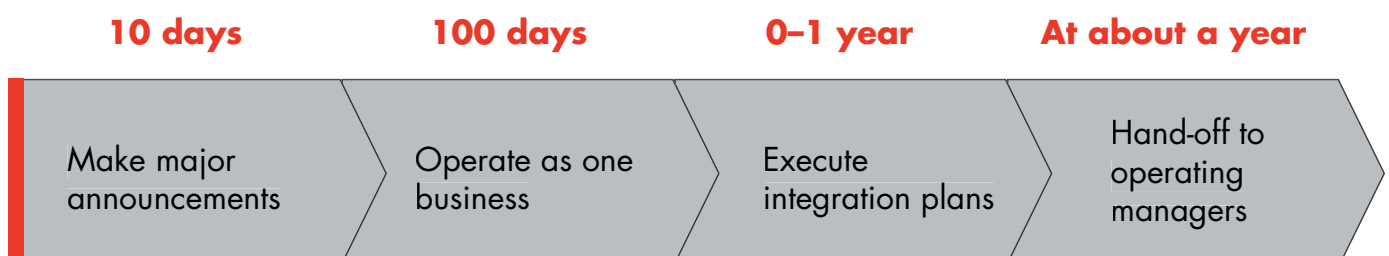 10 days
100 days
0–1 year
At about a year
Make major
announcements
Operate as one
business
Execute
integration plans
Hand-off to
operating
managers